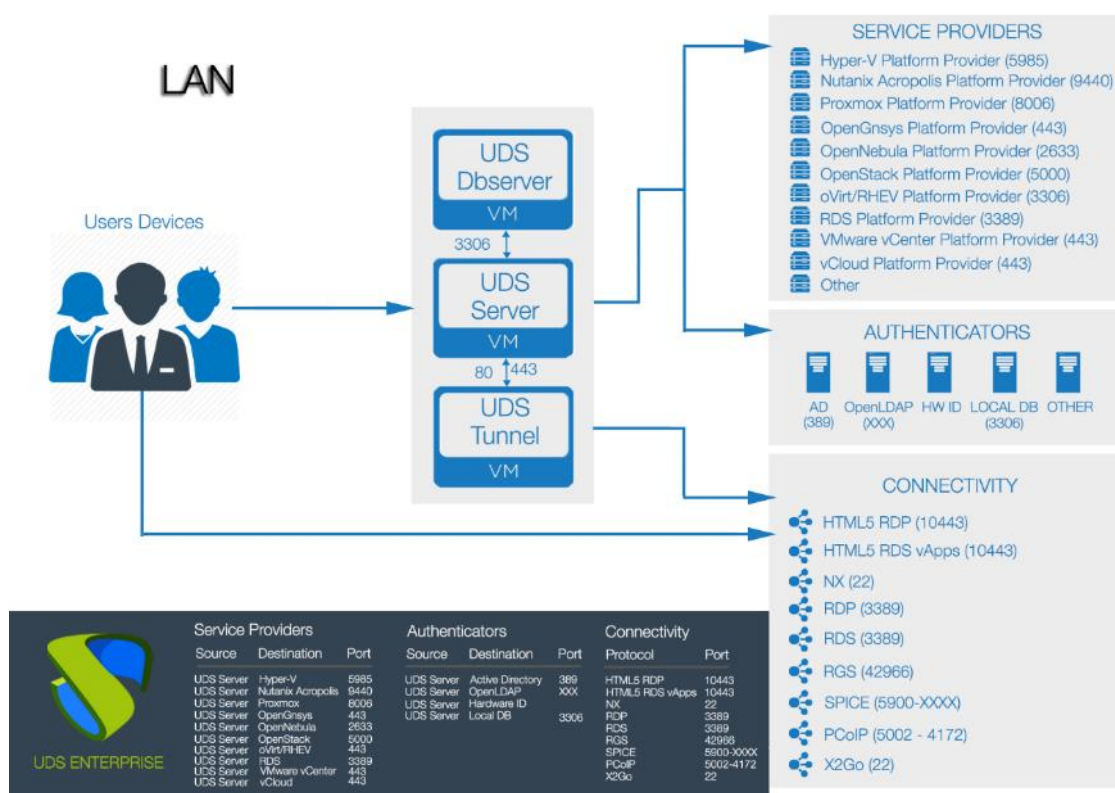 LAN
Users Devices
UDS
Dbserver
VM
3306
UDS
Server
VM
80 443
UDS
Tunnel
VM
SERVICE PROVIDERS
Hyper-V Platform Provider (5985)
Nutanix Acropolis Platform Provider (9440)
Proxmox Platform Provider (8006)
OpenGnsys Platform Provider (443)
OpenNebula Platform Provider (2633)
OpenStack Platform Provider (5000)
oVirt/RHEV Platform Provider (3306)
RDS Platform Provider (3389)
VMware vCenter Platform Provider (443)
vCloud Platform Provider (443)
Other
AUTHENTICATORS
AD OpenLDAP HW ID LOCAL DB OTHER
(389) (XXX) (3306)
CONNECTIVITY
HTML5 RDP (10443)
HTML5 RDS vApps (10443)
NX (22)
RDP (3389)
RDS (3389)
RGS (42966)
SPICE (5900-XXXX)
PCoIP (5002 - 4172)
X2Go (22)
UDS ENTERPRISE
Service Providers
Source Destination Port
UDS Server Hyper-V 5985
UDS Server Nutanix Acropolis 9440
UDS Server Proxmox 8006
UDS Server OpenGnsys 443
UDS Server OpenNebula 2633
UDS Server OpenStack 5000
UDS Server oVirt/RHEV 443
UDS Server RDS 3389
UDS Server VMware vCenter 443
UDS Server vCloud 443
Authenticators
Source Destination Port
UDS Server Active Directory 389
UDS Server OpenLDAP XXX
UDS Server Hardware ID
UDS Server Local DB 3306
Connectivity
Protocol Port
HTML5 RDP 10443
HTML5 RDS vApps 10443
NX 22
RDP 3389
RDS 3389
RGS 42966
SPICE 5900-XXXX
PCoIP 5002-4172
X2Go 22